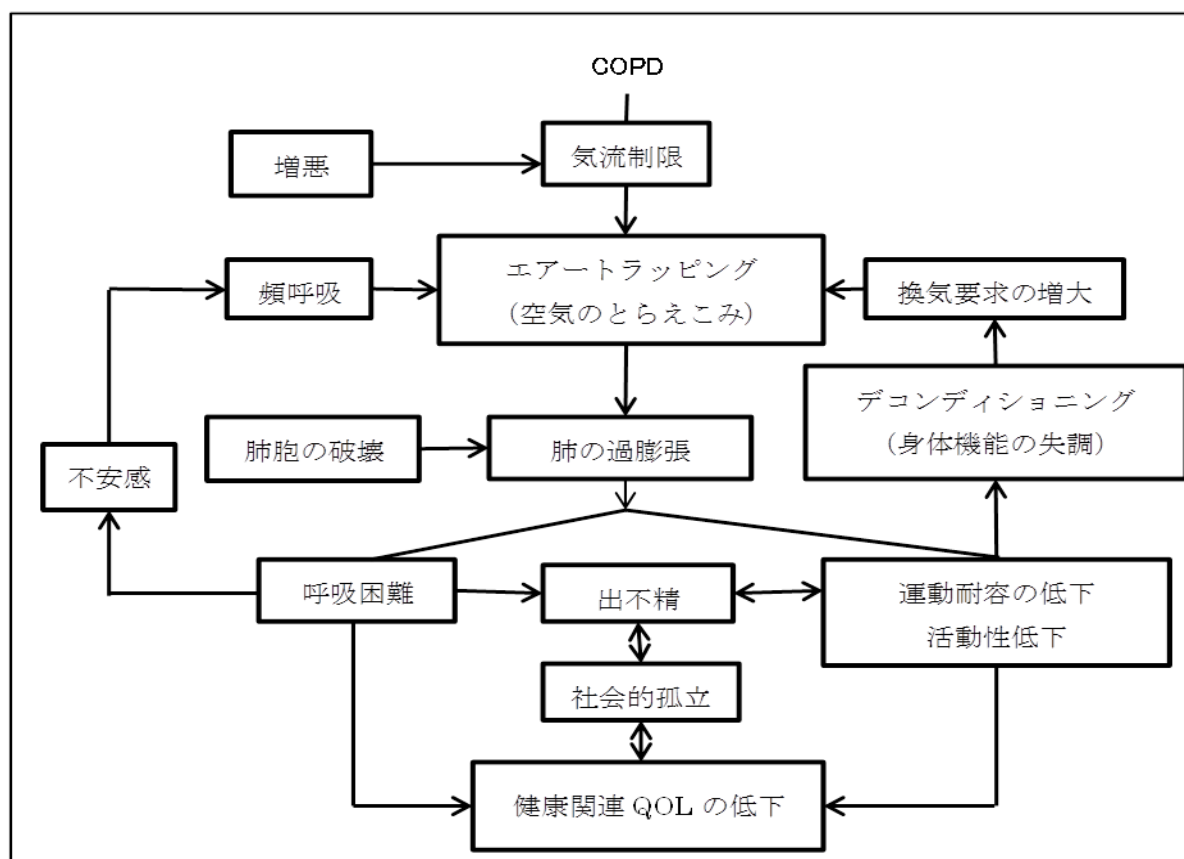 COPD
増悪
気流制限
頻呼吸
エアートラッピング
(空気のとらえこみ)
換気要求の増大
デコンディショニング
(身体機能の失調)
不安感
肺胞の破壊
肺の過膨張
呼吸困難
出不精
運動耐容の低下
活動性低下
社会的孤立
健康関連 QOL の低下